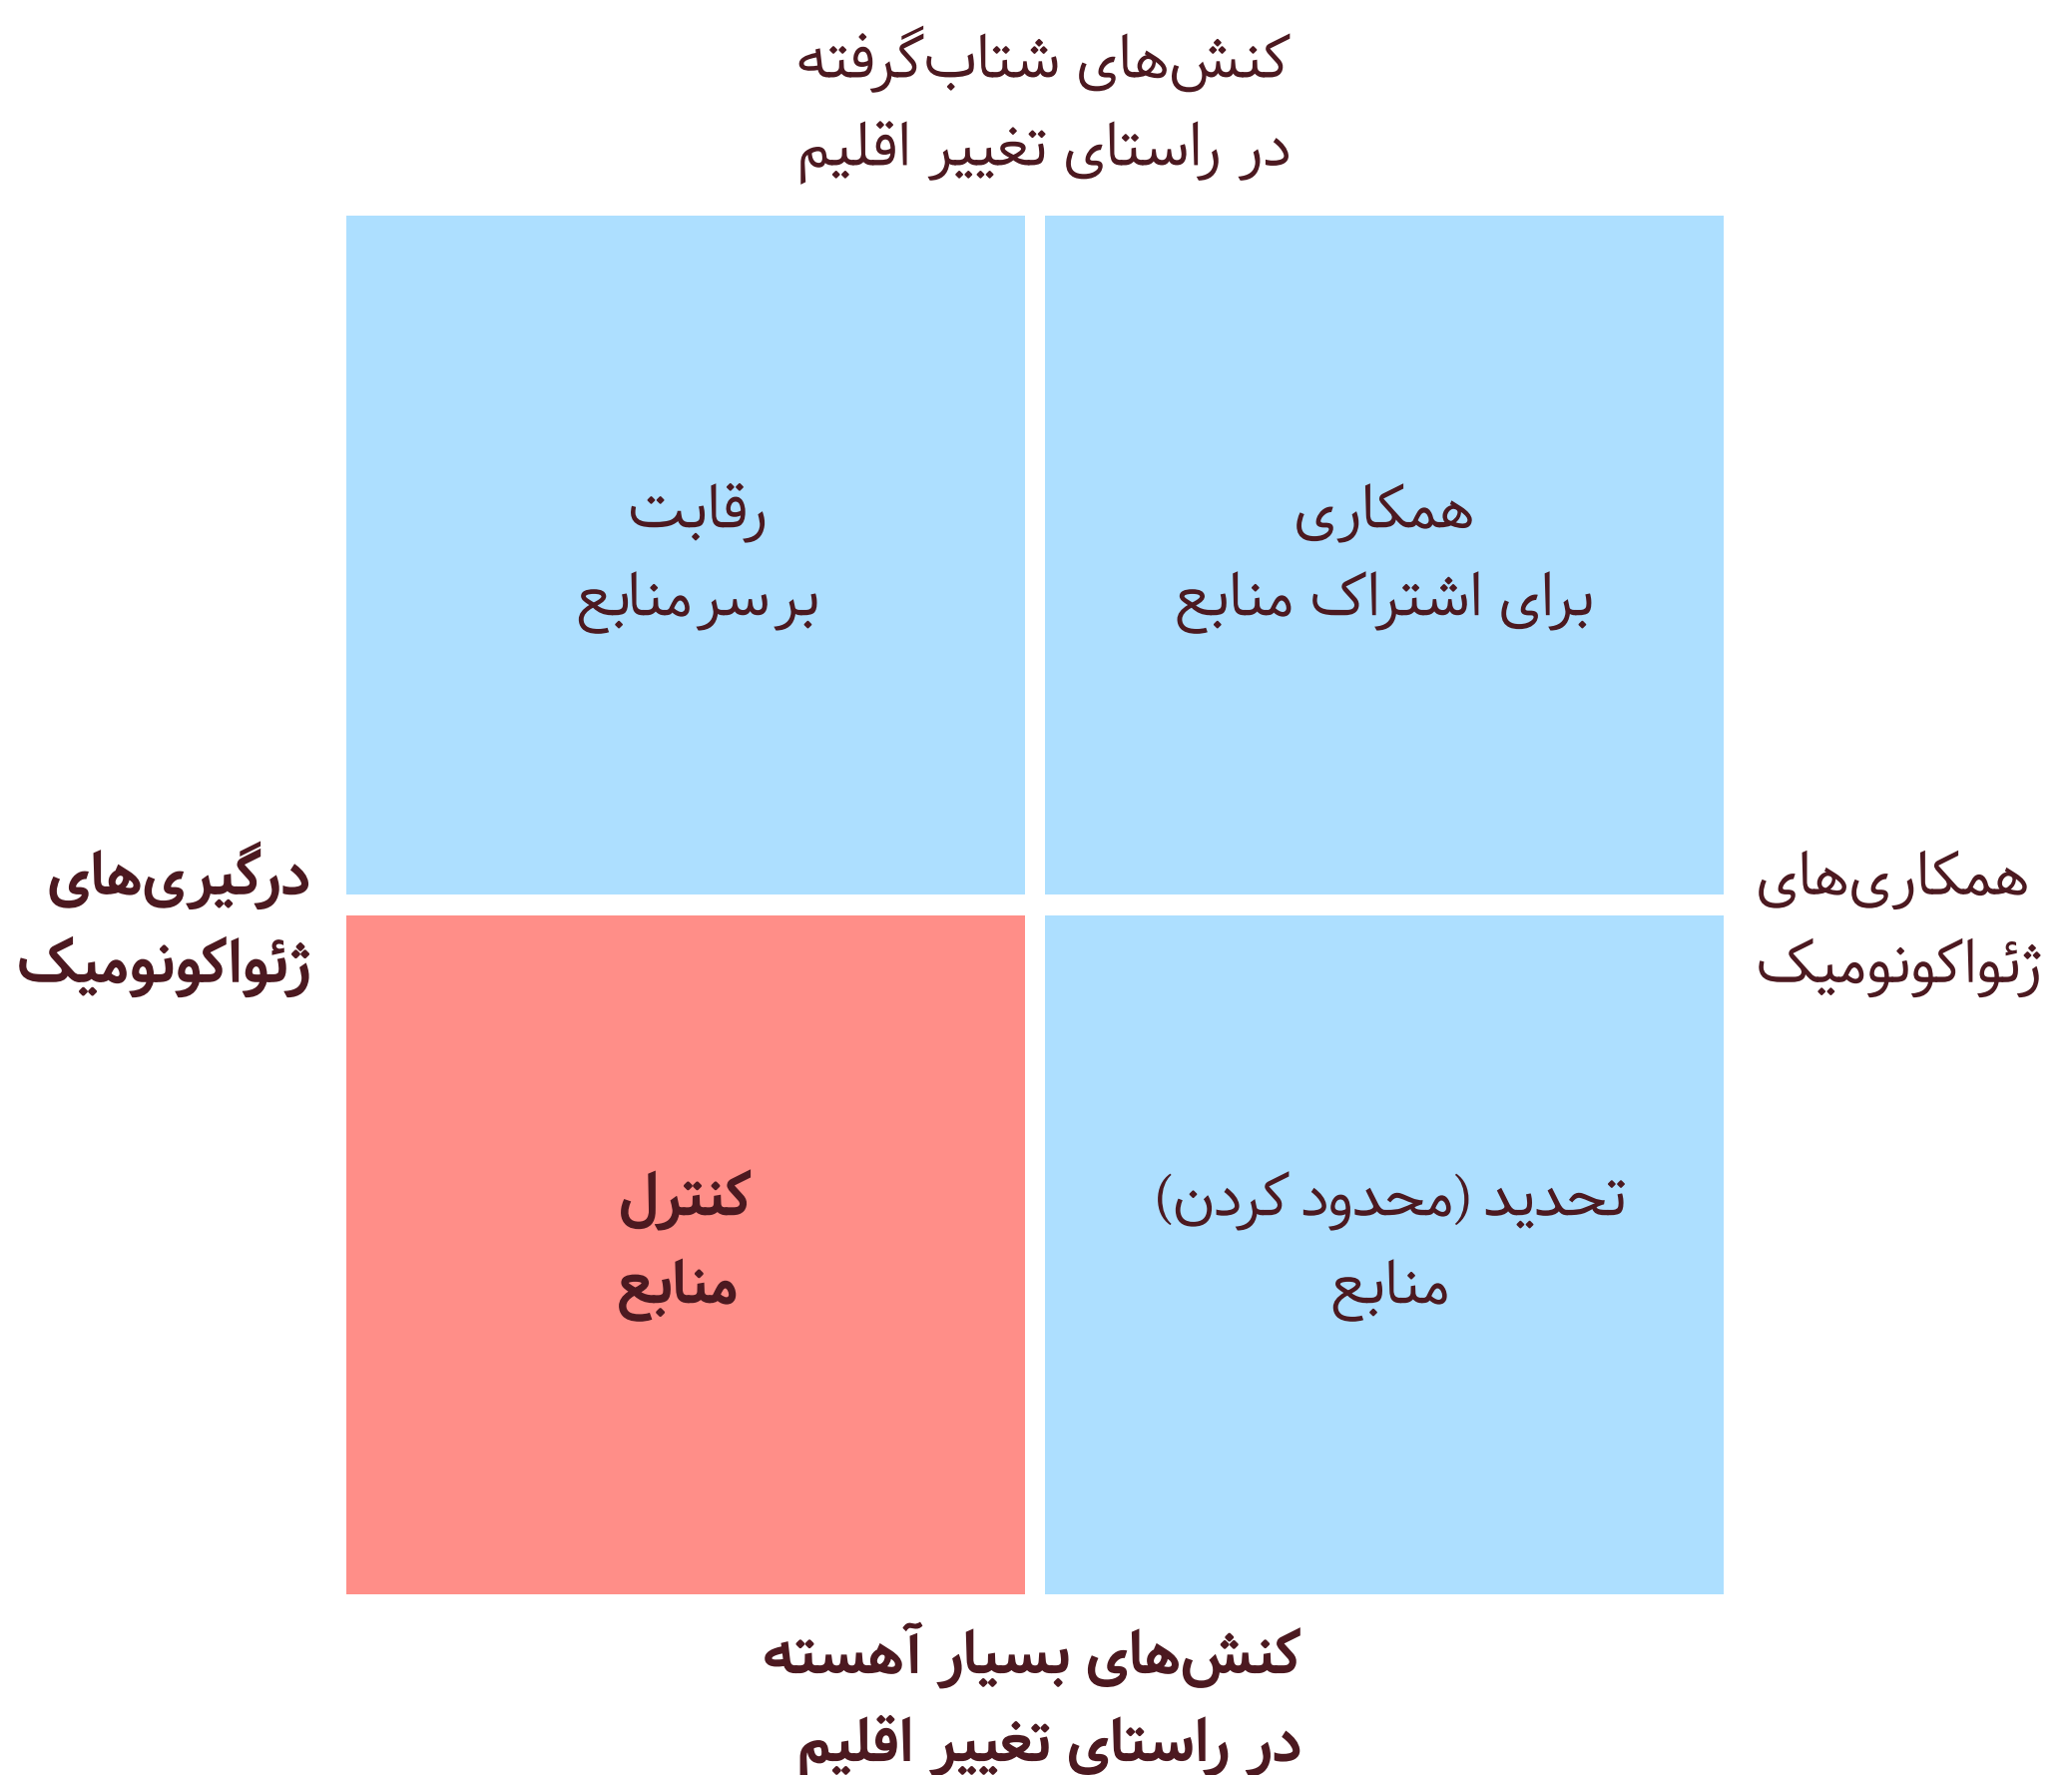 کنش‌های شتاب‌گرفته
در راستای تغییر اقلیم
همکاری
برای اشتراک منابع
رقابت
بر سر منابع
همکاری‌های
ژئواکونومیک
درگیری‌های
ژئواکونومیک
تحدید (محدود کردن)
منابع
کنترل
منابع
کنش‌های بسیار آهسته
در راستای تغییر اقلیم